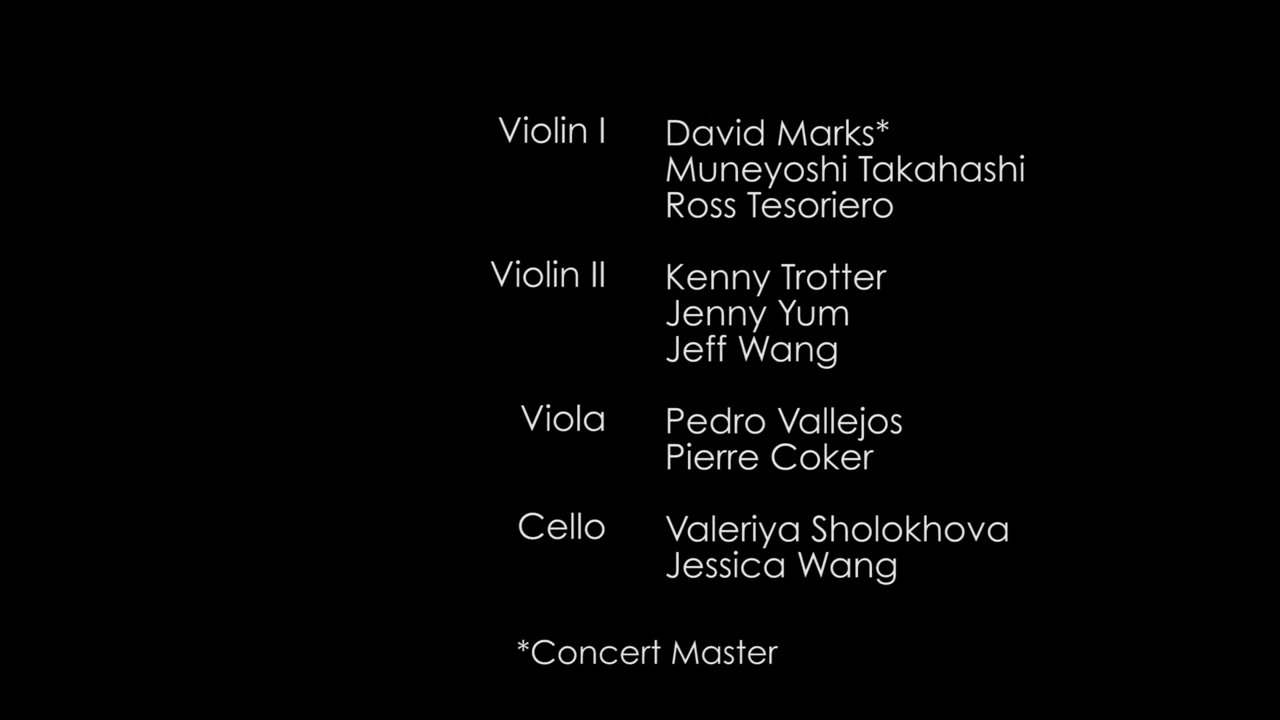 Violin I David Marks*
Muneyoshi Takahashi
Ross Tesoriero
Violin II Kenny Trotter
Jenny Yum
Jeff Wang
Viola Pedro Vallejos
Pierre Coker
Cello Valeriya Sholokhova
Jessica Wang
*Concert Master